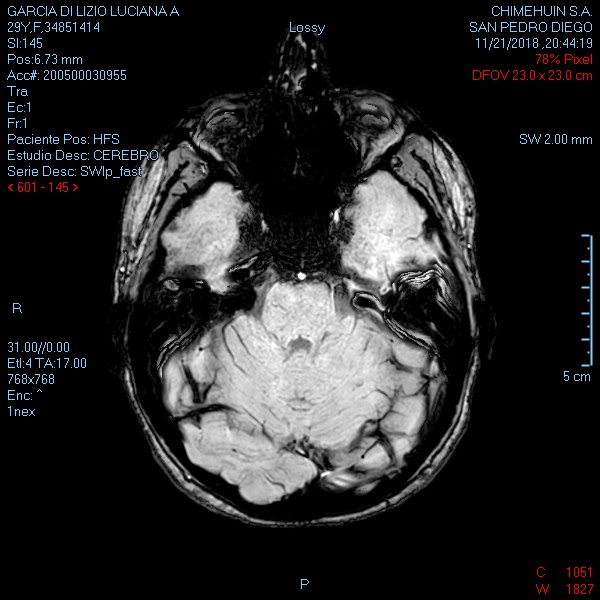 GARCIA DI LIZIO LUCIANA A
29Y,F,34851414
Sl:145
Pos:6.73 mm
Acc#: 200500030955
Tra
Ec:1
Fr:1
Paciente Pos: HFS
Estudio Desc: CEREBRO
Serie Desc: SWIp_fast
< 601 - 145 >
Lossy
CHIMEHUIN S.A.
SAN PEDRO DIEGO
11/21/2018 ,20:44:19
78% Pixel
DFOV 23.0 x 23.0 cm
SW 2.00 mm
R
31.00//0.00
Etl:4 TA:17.00
768x768
Enc: ^
1nex
5 cm
P
C 1051
W 1827